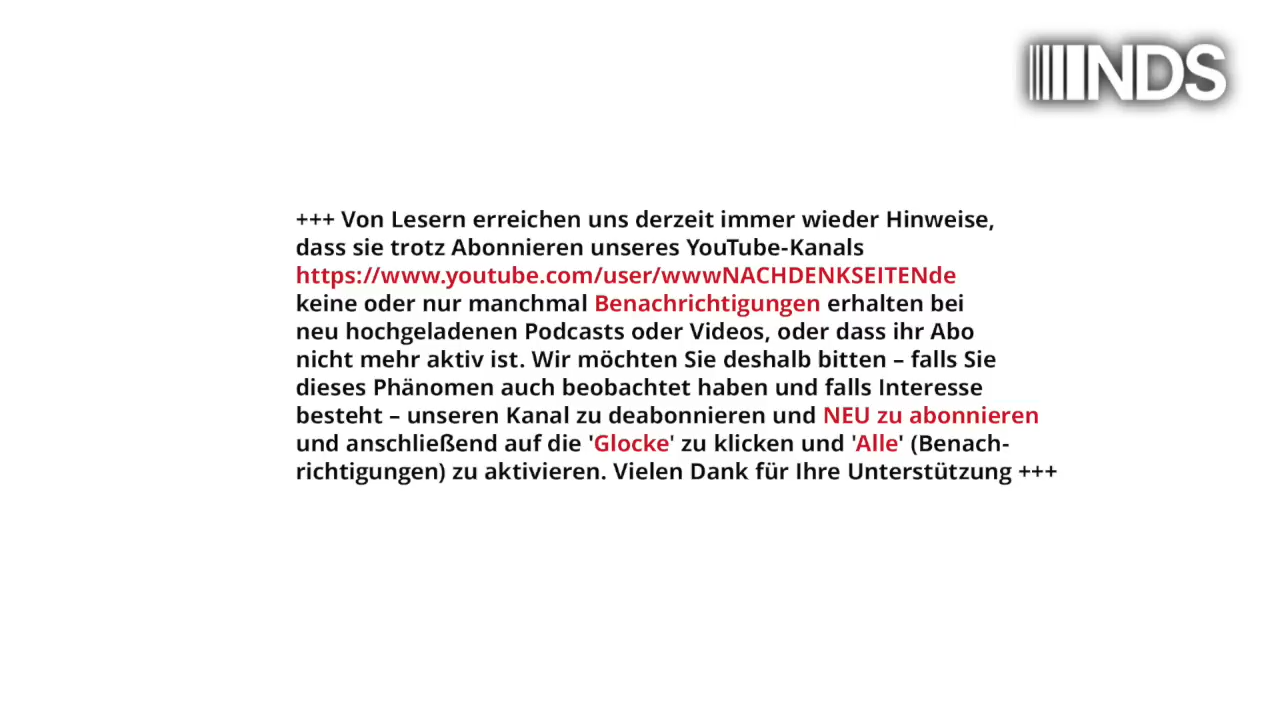 NDS
+++ Von Lesern erreichen uns derzeit immer wieder Hinweise,
dass sie trotz Abonnieren unseres YouTube-Kanals
https://www.youtube.com/user/wwwNACHDENKSEITENde
keine oder nur manchmal Benachrichtigungen erhalten bei
neu hochgeladenen Podcasts oder Videos, oder dass ihr Abo
nicht mehr aktiv ist. Wir möchten Sie deshalb bitten – falls Sie
dieses Phänomen auch beobachtet haben und falls Interesse
besteht – unseren Kanal zu deabonnieren und NEU zu abonnieren
und anschließend auf die 'Glocke' zu klicken und 'Alle' (Benach-
richtigungen) zu aktivieren. Vielen Dank für Ihre Unterstützung +++